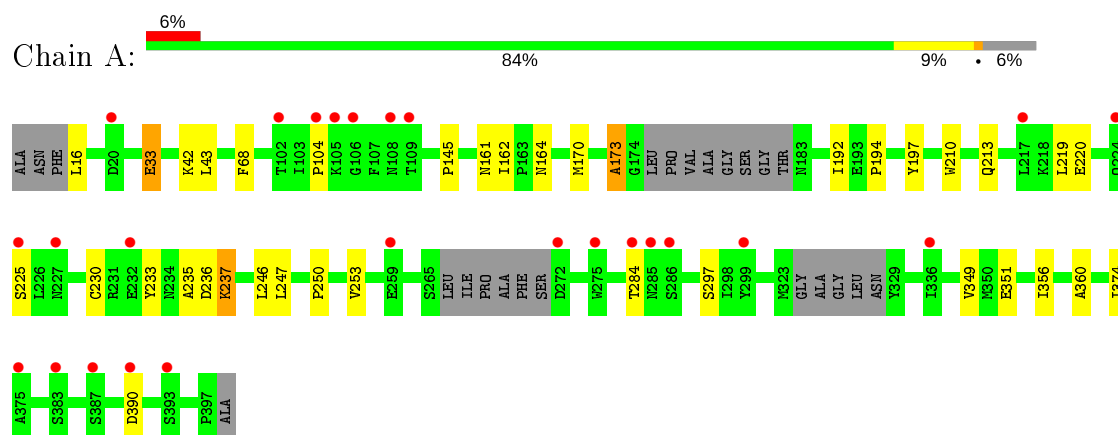 6%
Chain A:
84% 9% • 6%
ALA ASN PHE L16 D20 E33 K42 L43 F68 T102 I103 P104 K105 G106 F107 N108 T109 P145 N161 I162 P163 N164 M170 A173 G174 LEU PRO VAL ALA GLY SER GLY THR N183 I192 E193 P194 Y197 W210 Q213 L217 K218 L219 E220 Q224
S225 L226 N227 C230 R231 E232 Y233 N234 A235 D236 K237 L246 L247 P250 V253 E259 S265 LEU ILE PRO ALA PHE SER D272 W275 T284 N285 S286 S297 I298 Y299 M323 GLY ALA GLY LEU ASN Y329 I336 V349 M350 E351 I356 A360 I374
A375 S383 S387 D390 S393 P397 ALA